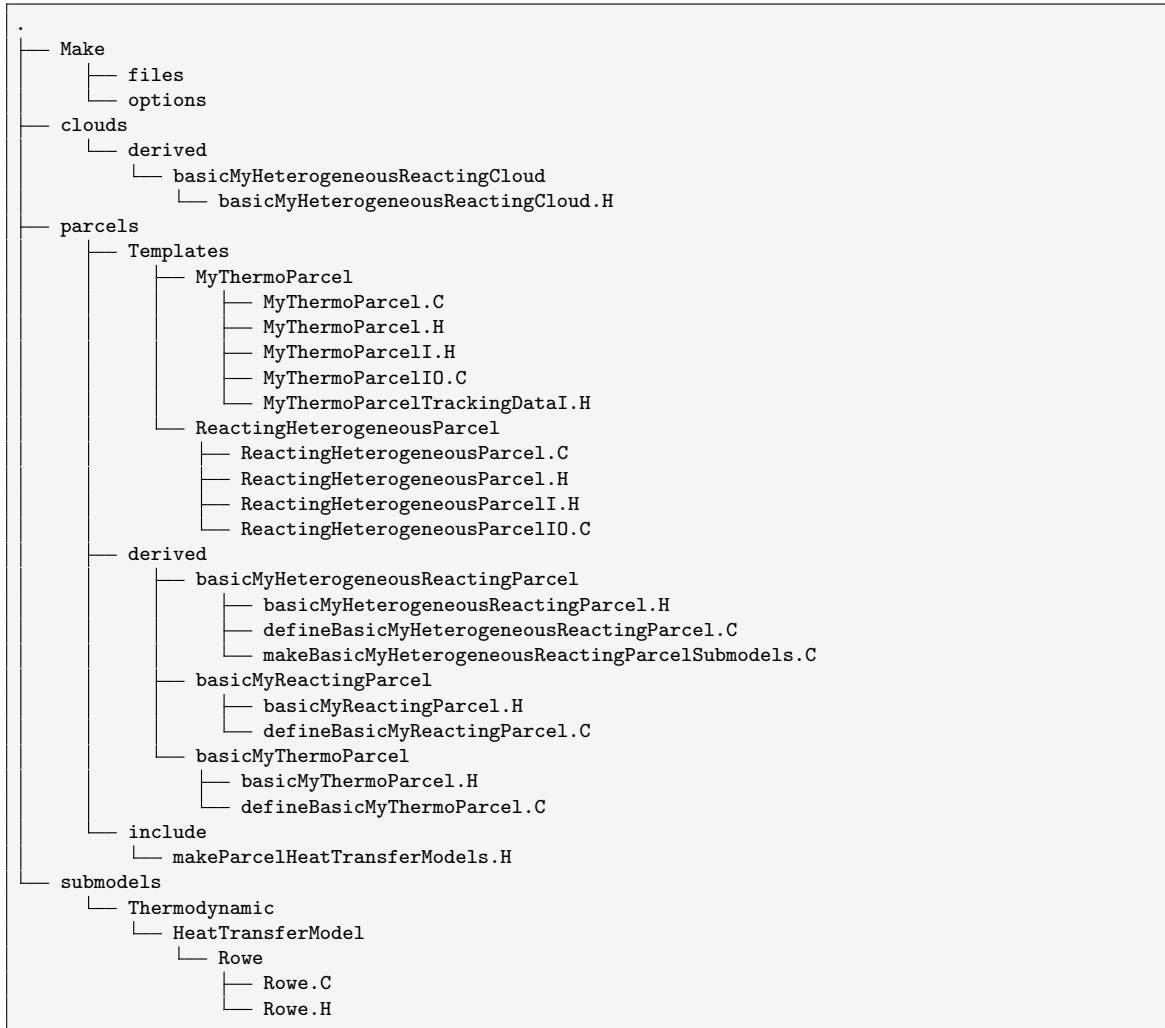 .
├── Make
│   ├── files
│   └── options
├── clouds
│   └── derived
│       └── basicMyHeterogeneousReactingCloud
│           └── basicMyHeterogeneousReactingCloud.H
├── parcels
│   ├── Templates
│   │   ├── MyThermoParcel
│   │   │   ├── MyThermoParcel.C
│   │   │   ├── MyThermoParcel.H
│   │   │   ├── MyThermoParcelI.H
│   │   │   ├── MyThermoParcelIO.C
│   │   │   └── MyThermoParcelTrackingDataI.H
│   │   └── ReactingHeterogeneousParcel
│   │       ├── ReactingHeterogeneousParcel.C
│   │       ├── ReactingHeterogeneousParcel.H
│   │       ├── ReactingHeterogeneousParcelI.H
│   │       └── ReactingHeterogeneousParcelIO.C
│   ├── derived
│   │   ├── basicMyHeterogeneousReactingParcel
│   │   │   ├── basicMyHeterogeneousReactingParcel.H
│   │   │   ├── defineBasicMyHeterogeneousReactingParcel.C
│   │   │   └── makeBasicMyHeterogeneousReactingParcelSubmodels.C
│   │   ├── basicMyReactingParcel
│   │   │   ├── basicMyReactingParcel.H
│   │   │   └── defineBasicMyReactingParcel.C
│   │   └── basicMyThermoParcel
│   │       ├── basicMyThermoParcel.H
│   │       └── defineBasicMyThermoParcel.C
│   └── include
│       └── makeParcelHeatTransferModels.H
└── submodels
    └── Thermodynamic
        └── HeatTransferModel
            └── Rowe
                ├── Rowe.C
                └── Rowe.H